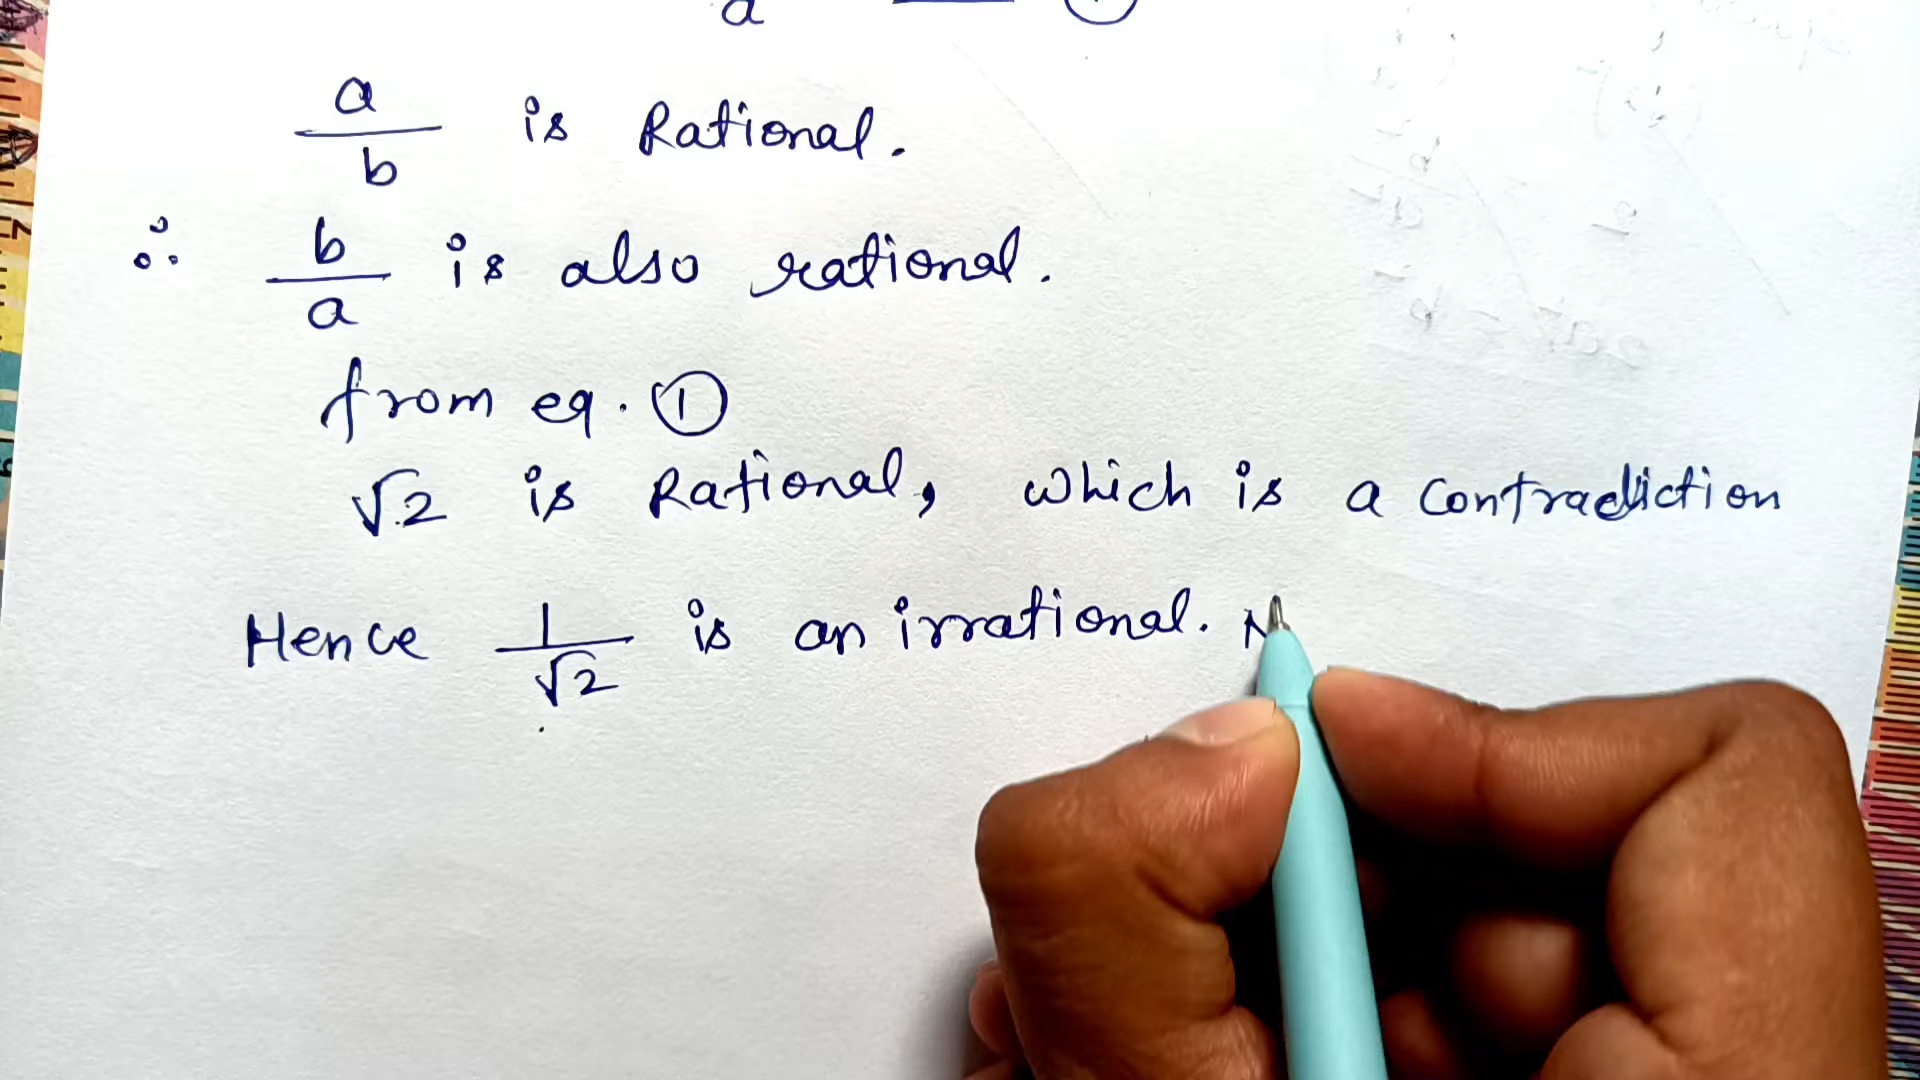 a ①
a/b is Rational.
∴ b/a is also rational.
from eq. ①
√2 is Rational, which is a contradiction
Hence 1/√2 is an irrational. N